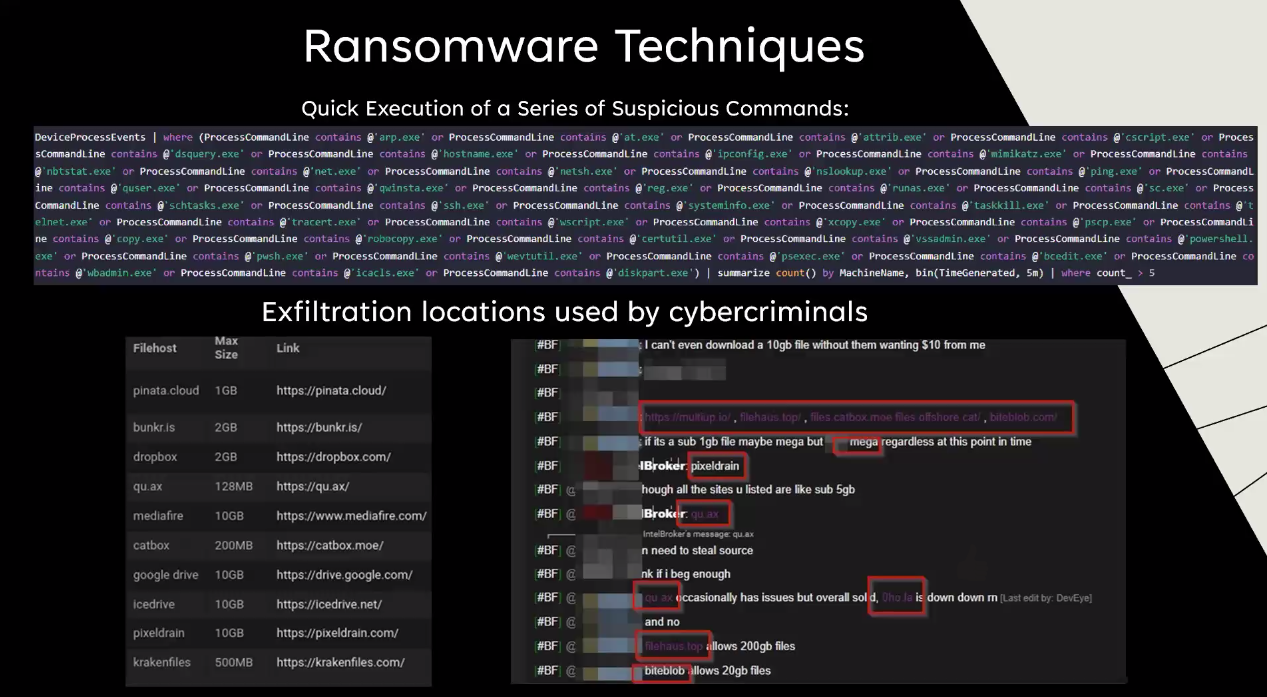 Ransomware Techniques
Quick Execution of a Series of Suspicious Commands:
DeviceProcessEvents | where (ProcessCommandLine contains @'arp.exe' or ProcessCommandLine contains @'at.exe' or ProcessCommandLine contains @'attrib.exe' or ProcessCommandLine contains @'cscript.exe' or Proces
sCommandLine contains @'dsquery.exe' or ProcessCommandLine contains @'hostname.exe' or ProcessCommandLine contains @'ipconfig.exe' or ProcessCommandLine contains @'mimikatz.exe' or ProcessCommandLine contains
@'nbtstat.exe' or ProcessCommandLine contains @'net.exe' or ProcessCommandLine contains @'netsh.exe' or ProcessCommandLine contains @'nslookup.exe' or ProcessCommandLine contains @'ping.exe' or ProcessCommandL
ine contains @'quser.exe' or ProcessCommandLine contains @'qwinsta.exe' or ProcessCommandLine contains @'reg.exe' or ProcessCommandLine contains @'runas.exe' or ProcessCommandLine contains @'sc.exe' or Process
CommandLine contains @'schtasks.exe' or ProcessCommandLine contains @'ssh.exe' or ProcessCommandLine contains @'systeminfo.exe' or ProcessCommandLine contains @'taskkill.exe' or ProcessCommandLine contains @'t
elnet.exe' or ProcessCommandLine contains @'tracert.exe' or ProcessCommandLine contains @'wscript.exe' or ProcessCommandLine contains @'xcopy.exe' or ProcessCommandLine contains @'pscp.exe' or ProcessCommandLi
ne contains @'copy.exe' or ProcessCommandLine contains @'robocopy.exe' or ProcessCommandLine contains @'certutil.exe' or ProcessCommandLine contains @'vssadmin.exe' or ProcessCommandLine contains @'powershell.
exe' or ProcessCommandLine contains @'pwsh.exe' or ProcessCommandLine contains @'wevtutil.exe' or ProcessCommandLine contains @'psexec.exe' or ProcessCommandLine contains @'bcedit.exe' or ProcessCommandLine co
ntains @'wbadmin.exe' or ProcessCommandLine contains @'icacls.exe' or ProcessCommandLine contains @'diskpart.exe') | summarize count() by MachineName, bin(TimeGenerated, 5m) | where count_ > 5
Exfiltration locations used by cybercriminals
Filehost Max Size Link
pinata.cloud 1GB https://pinata.cloud/
bunkr.is 2GB https://bunkr.is/
dropbox 2GB https://dropbox.com/
qu.ax 128MB https://qu.ax/
mediafire 10GB https://www.mediafire.com/
catbox 200MB https://catbox.moe/
google drive 10GB https://drive.google.com/
icedrive 10GB https://icedrive.net/
pixeldrain 10GB https://pixeldrain.com/
krakenfiles 500MB https://krakenfiles.com/
[#BF] : I can't even download a 10gb file without them wanting $10 from me
[#BF] :
[#BF]
[#BF] https://multiup.io/ , filehaus.top/ , files.catbox.moe files.offshore.cat/ , biteblob.com/
[#BF] if its a sub 1gb file maybe mega but mega regardless at this point in time
[#BF] lBroker: pixeldrain
[#BF] @ hough all the sites u listed are like sub 5gb
[#BF] @ lBroker: qu.ax
IntelBroker's message: qu.ax
[#BF] @ n need to steal source
[#BF] @ nk if i beg enough
[#BF] @ qu.ax occasionally has issues but overall solid, is down down rn [Last edit by: DevEye]
[#BF] @ and no
[#BF] @ filehaus.top allows 200gb files
[#BF] @ biteblob allows 20gb files